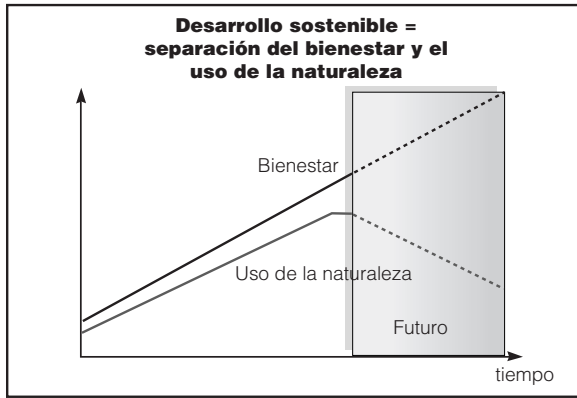 Desarrollo sostenible =
separación del bienestar y el
uso de la naturaleza
Bienestar
Uso de la naturaleza
Futuro
tiempo